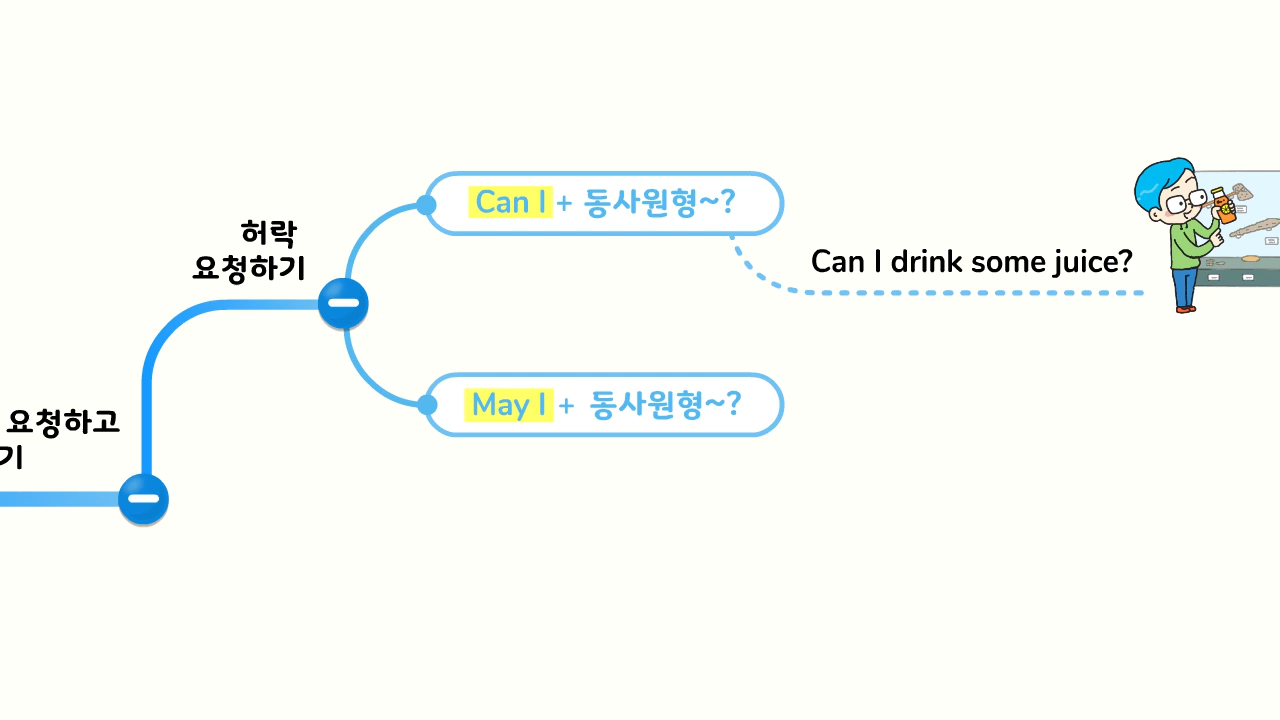 허락
요청하기
Can I + 동사원형~?
Can I drink some juice?
May I + 동사원형~?
요청하고
기